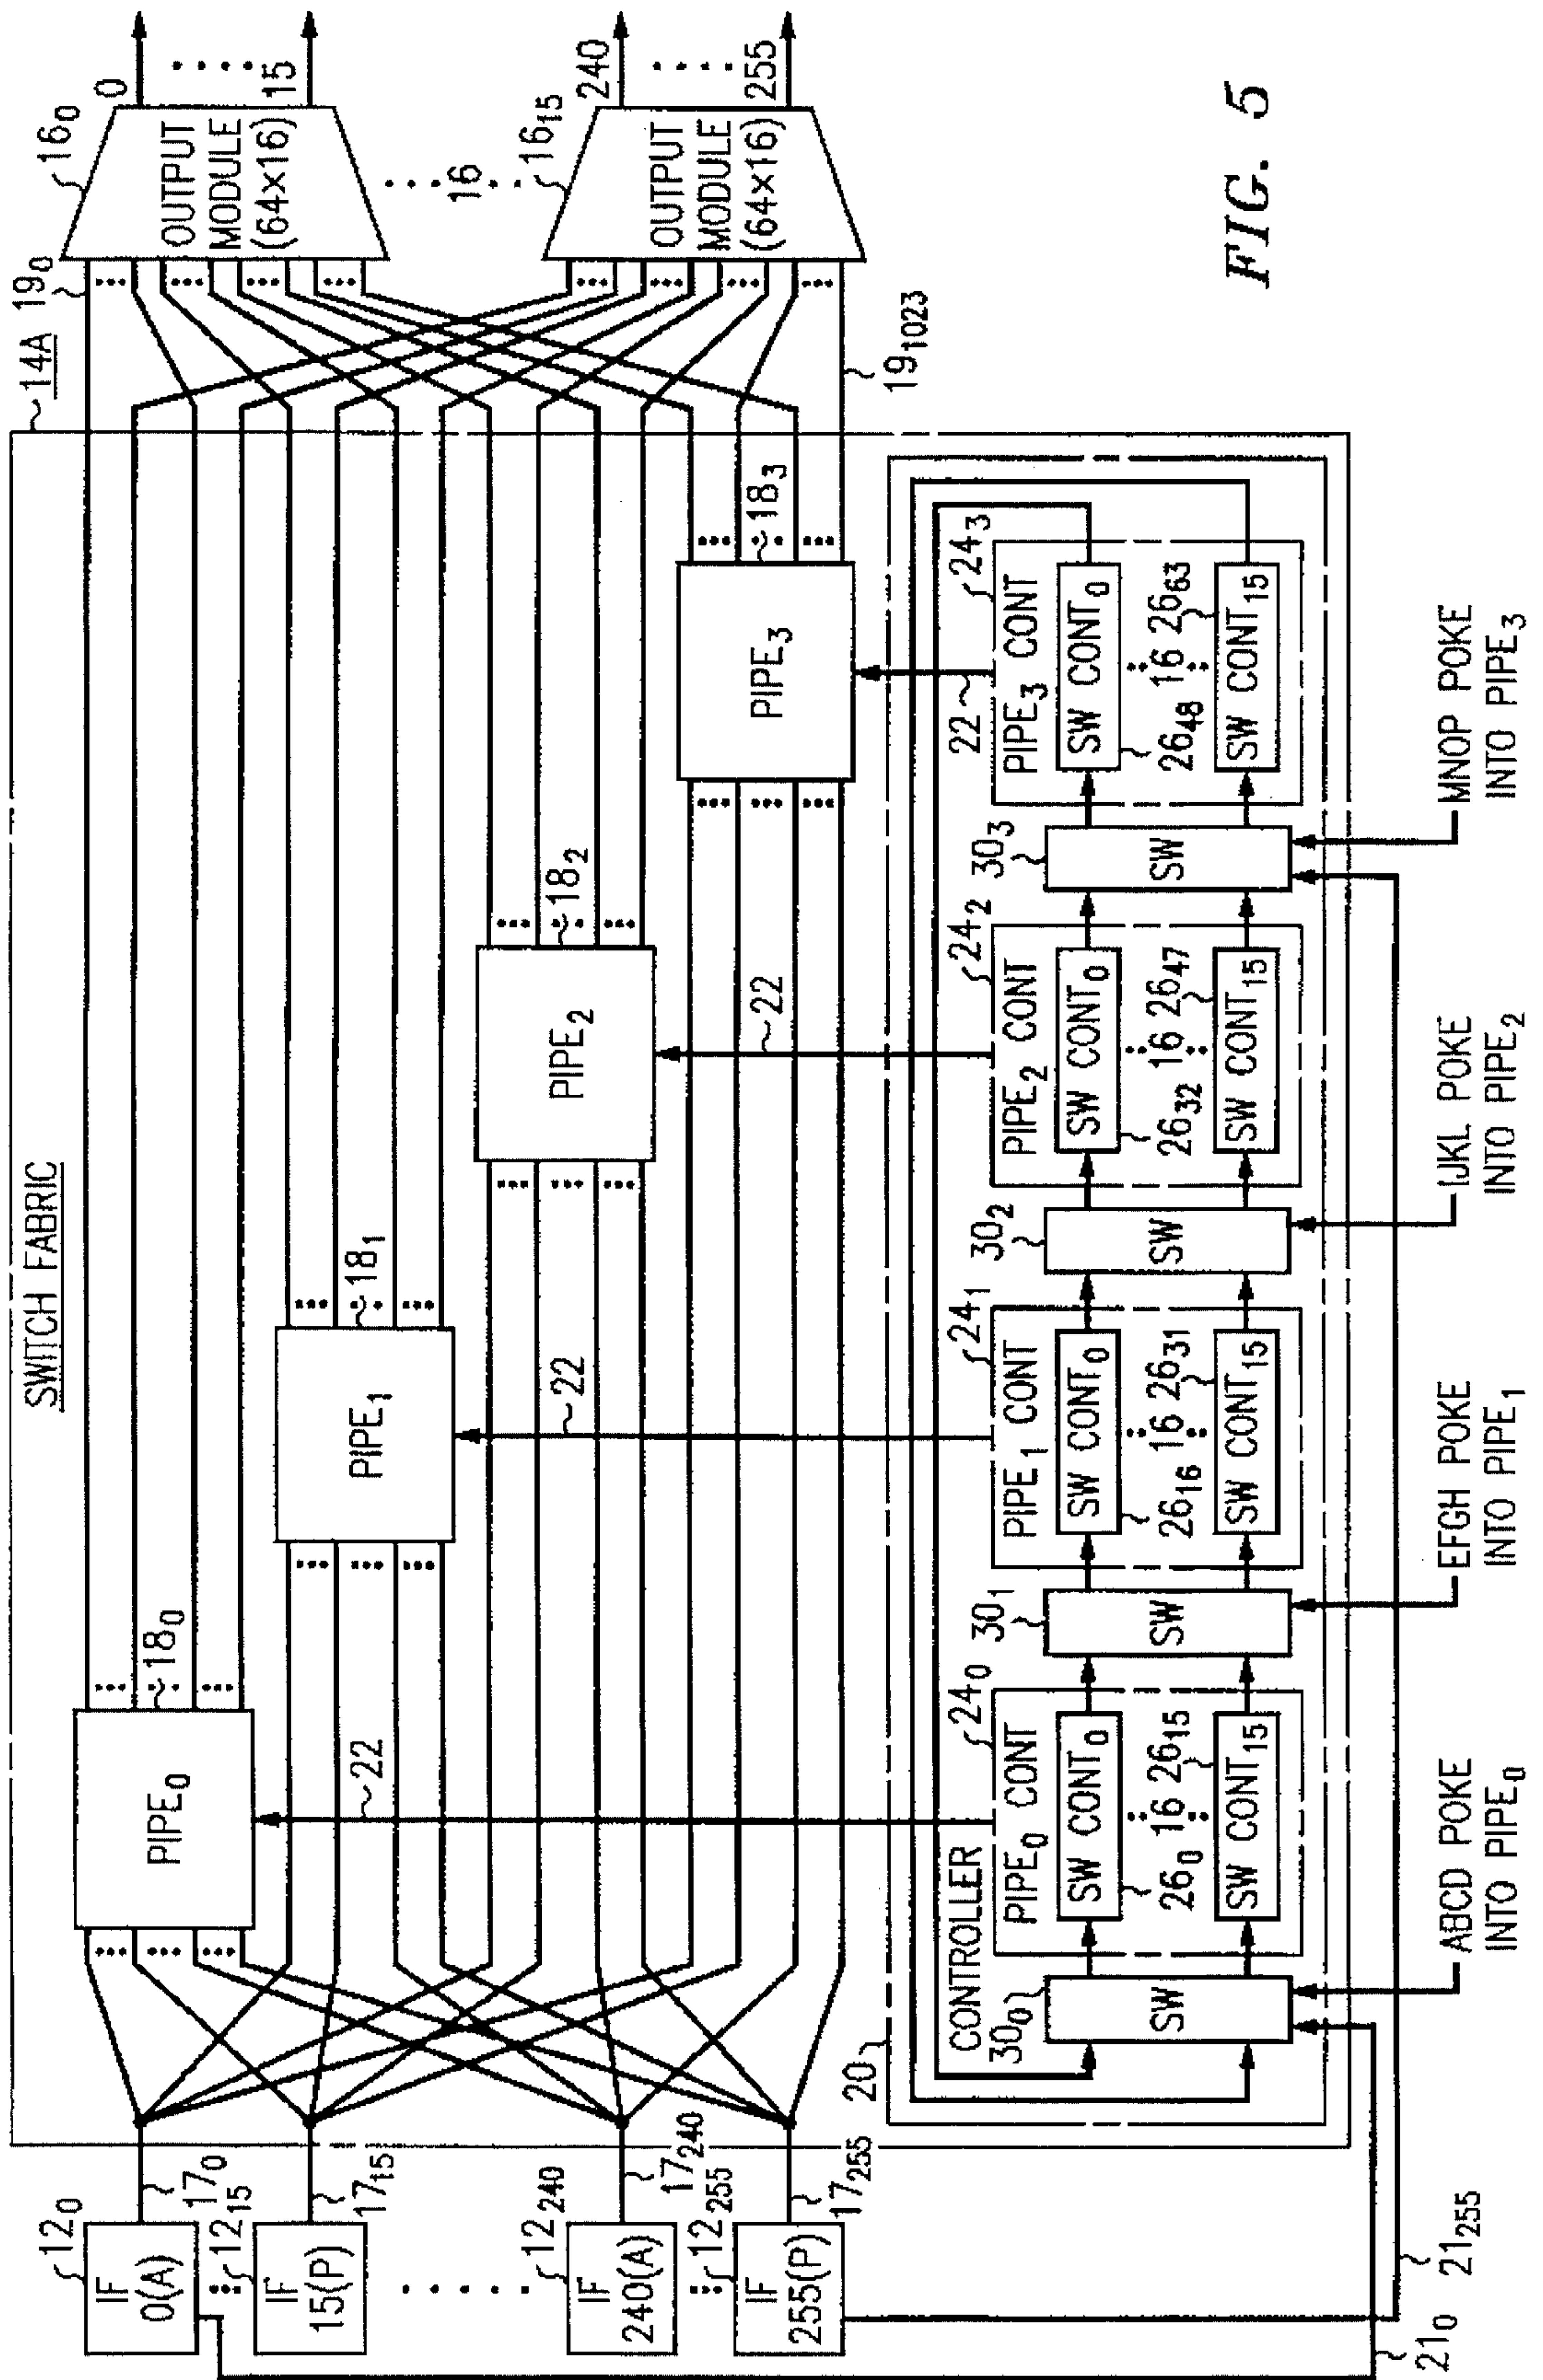 SWITCH FABRIC
14A
12₀
IF
0(A)
17₀
12₁₅
IF
15(P)
17₁₅
12₂₄₀
IF
240(A)
17₂₄₀
12₂₅₅
IF
255(P)
17₂₅₅
PIPE₀
18₀
22
PIPE₁
18₁
22
PIPE₂
18₂
22
PIPE₃
18₃
22
19₀
19₁₀₂₃
16₀
OUTPUT
MODULE
(64×16)
0
15
16
16₁₅
OUTPUT
MODULE
(64×16)
240
255
20
CONTROLLER
30₀
SW
PIPE₀ CONT
24₀
SW CONT₀
26₀ 16 26₁₅
SW CONT₁₅
30₁
SW
PIPE₁ CONT
24₁
SW CONT₀
26₁₆ 16 26₃₁
SW CONT₁₅
30₂
SW
PIPE₂ CONT
24₂
SW CONT₀
26₃₂ 16 26₄₇
SW CONT₁₅
30₃
SW
PIPE₃ CONT
24₃
SW CONT₀
26₄₈ 16 26₆₃
SW CONT₁₅
21₀
21₂₅₅
ABCD POKE
INTO PIPE₀
EFGH POKE
INTO PIPE₁
IJKL POKE
INTO PIPE₂
MNOP POKE
INTO PIPE₃
FIG. 5